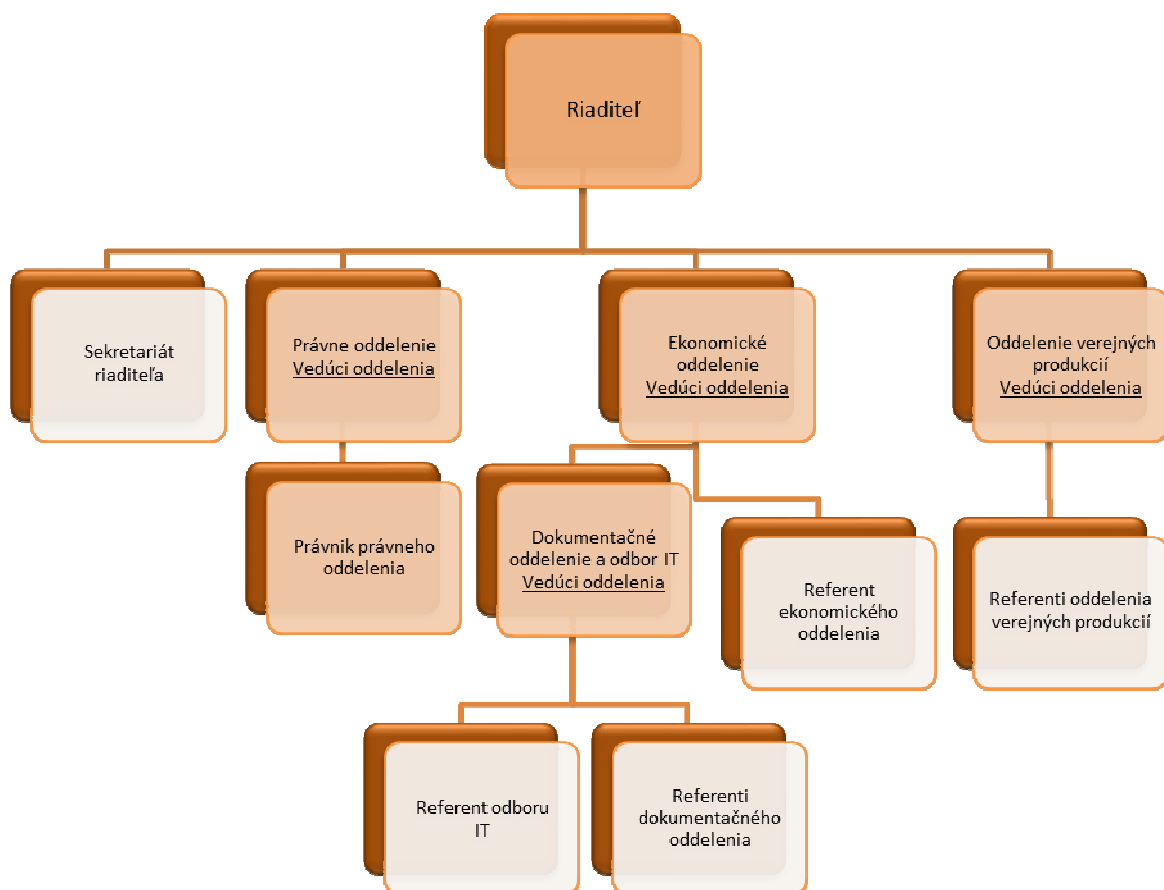 Riaditeľ
Sekretariát
riaditeľa
Právne oddelenie
Vedúci oddelenia
Ekonomické
oddelenie
Vedúci oddelenia
Oddelenie verejných
produkcií
Vedúci oddelenia
Právnik právneho
oddelenia
Dokumentačné
oddelenie a odbor IT
Vedúci oddelenia
Referent
ekonomického
oddelenia
Referenti oddelenia
verejných produkcií
Referent odboru
IT
Referenti
dokumentačného
oddelenia